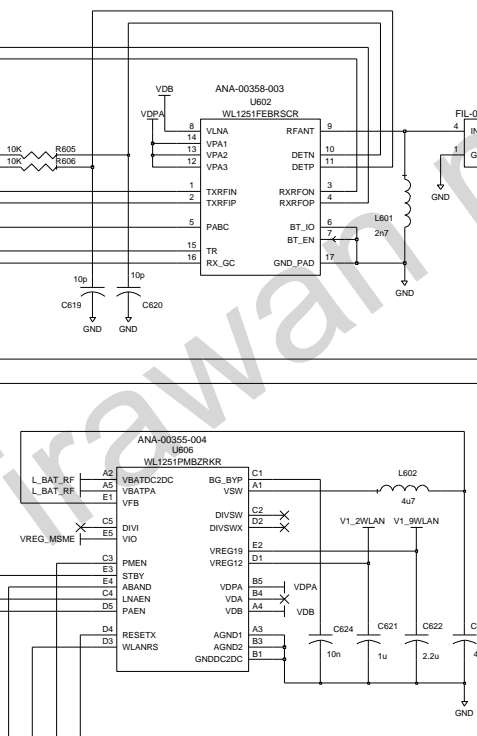 VDB
ANA-00358-003
U602
WL1251FEBRSCR
VDPA
FIL-0
8 VLNA RFANT 9
4 IN
14 VPA1
13 VPA2 DETN 10
12 VPA3 DETP 11
1 G
10K R605
10K R606
1 TXRFIN RXRFON 3
2 TXRFIP RXRFOP 4
GND
5 PABC BT_IO 6
L601
BT_EN 7
2n7
15 TR
16 RX_GC GND_PAD 17
10p 10p
C619 C620
GND
GND GND
irawan
ANA-00355-004
U606
WL1251PMBZRKR
L_BAT_RF A2 VBATDC2DC BG_BYP C1
L602
L_BAT_RF A5 VBATPA VSW A1
E1 VFB
4u7
DIVSW C2
C5 DIVI DIVSWX D2
V1_2WLAN V1_9WLAN
VREG_MSME E5 VIO
VREG19 E2
C3 PMEN VREG12 D1
E3 STBY
E4 ABAND VDPA B5 VDPA
C4 LNAEN VDA B4
D5 PAEN VDB A4 VDB
D4 RESETX AGND1 A3
C624 C621 C622 C
D3 WLANRS AGND2 B3
GNDDC2DC B1
10n 1u 2.2u 4
GND